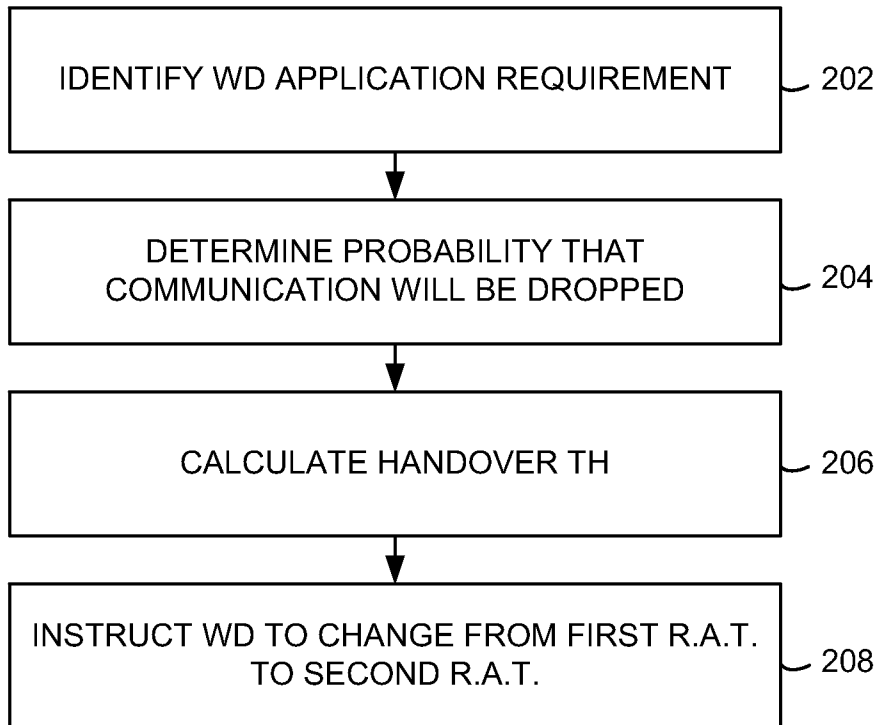 IDENTIFY WD APPLICATION REQUIREMENT
202
DETERMINE PROBABILITY THAT
COMMUNICATION WILL BE DROPPED
204
CALCULATE HANDOVER TH
206
INSTRUCT WD TO CHANGE FROM FIRST R.A.T.
TO SECOND R.A.T.
208